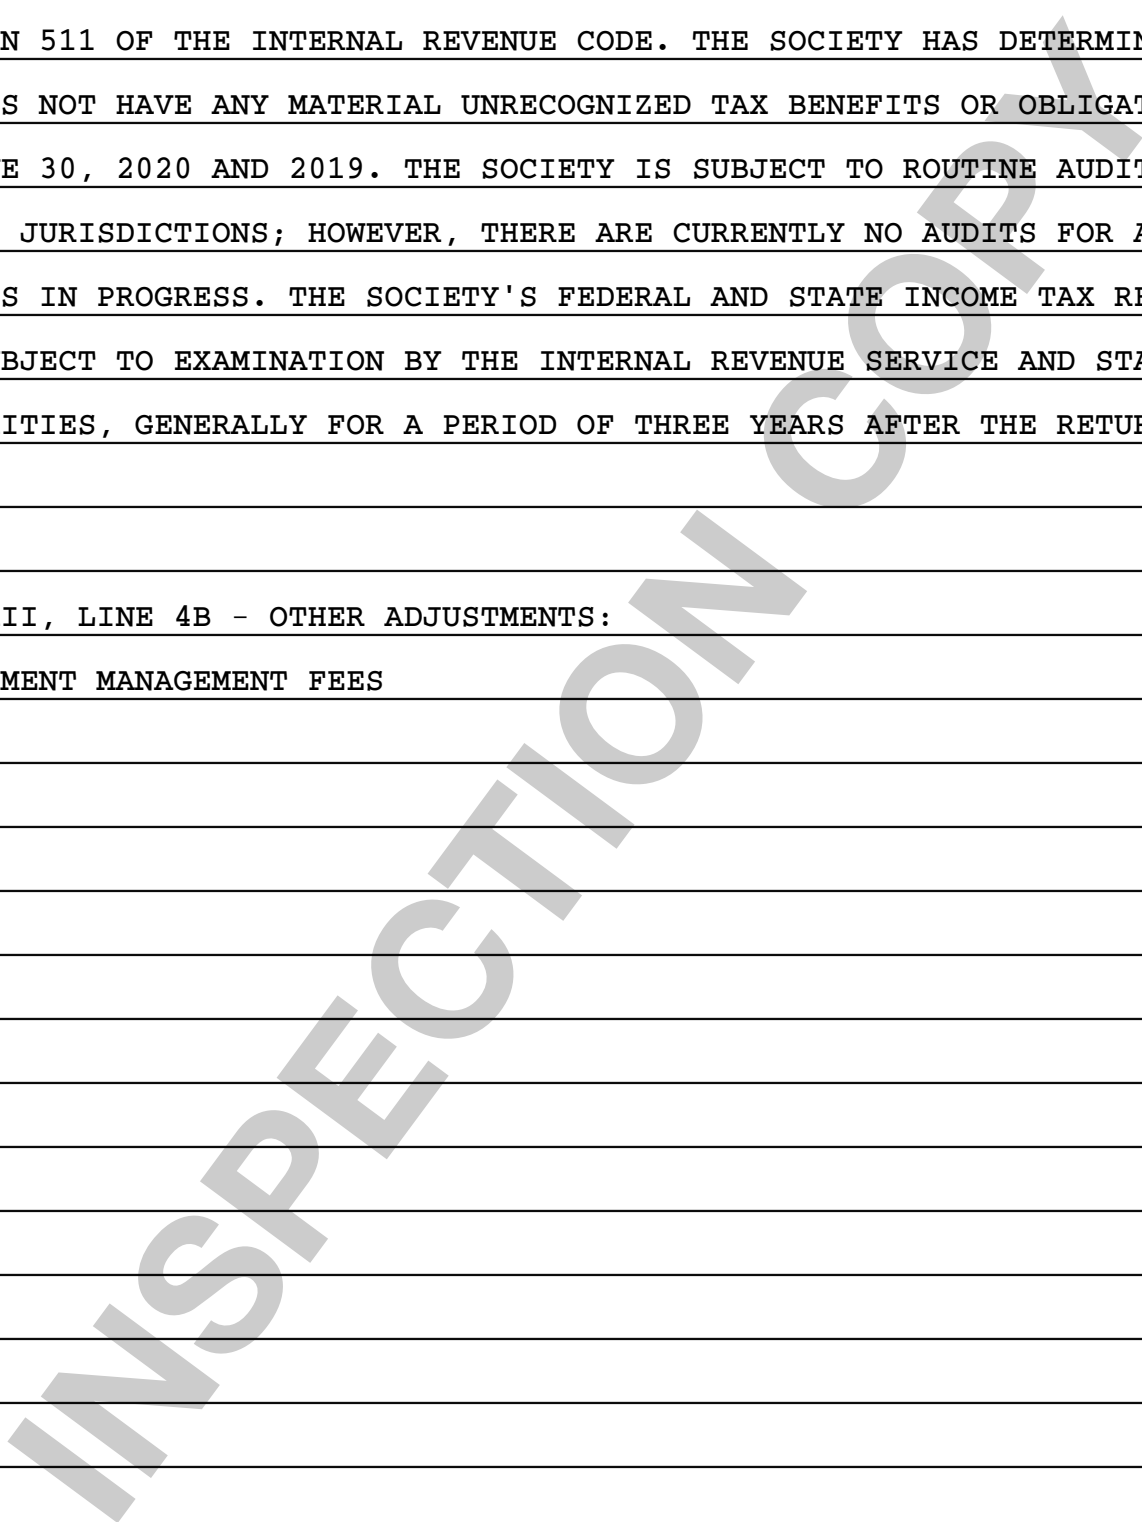 N 511 OF THE INTERNAL REVENUE CODE. THE SOCIETY HAS DETERMIN
S NOT HAVE ANY MATERIAL UNRECOGNIZED TAX BENEFITS OR OBLIGAT
E 30, 2020 AND 2019. THE SOCIETY IS SUBJECT TO ROUTINE AUDIT
JURISDICTIONS; HOWEVER, THERE ARE CURRENTLY NO AUDITS FOR A
S IN PROGRESS. THE SOCIETY'S FEDERAL AND STATE INCOME TAX RE
BJECT TO EXAMINATION BY THE INTERNAL REVENUE SERVICE AND STA
ITIES, GENERALLY FOR A PERIOD OF THREE YEARS AFTER THE RETUR
II, LINE 4B - OTHER ADJUSTMENTS:
MENT MANAGEMENT FEES
INSPECTION COPY